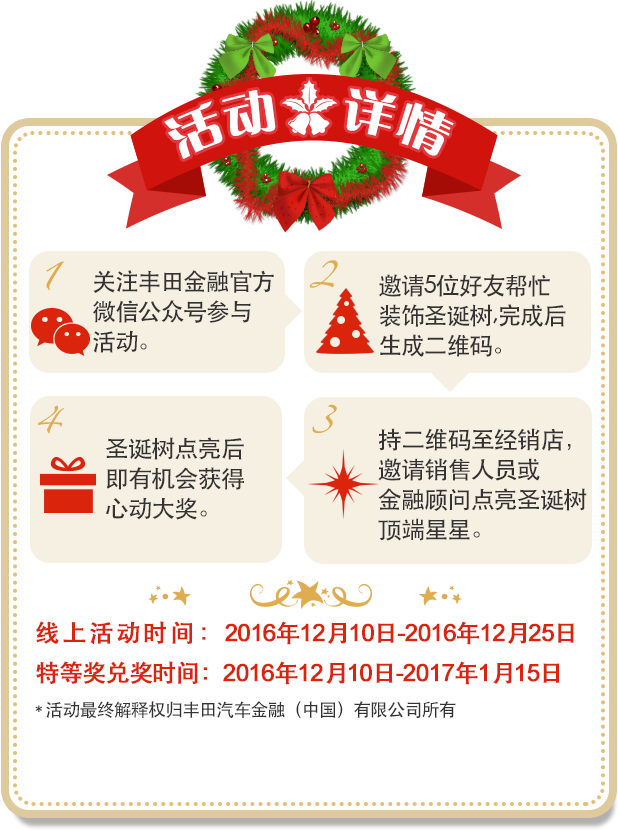 活动详情
1
关注丰田金融官方
微信公众号参与
活动。
2
邀请5位好友帮忙
装饰圣诞树,完成后
生成二维码。
3
持二维码至经销店，
邀请销售人员或
金融顾问点亮圣诞树
顶端星星。
4
圣诞树点亮后
即有机会获得
心动大奖。
线上活动时间：2016年12月10日-2016年12月25日
特等奖兑奖时间：2016年12月10日-2017年1月15日
*活动最终解释权归丰田汽车金融（中国）有限公司所有